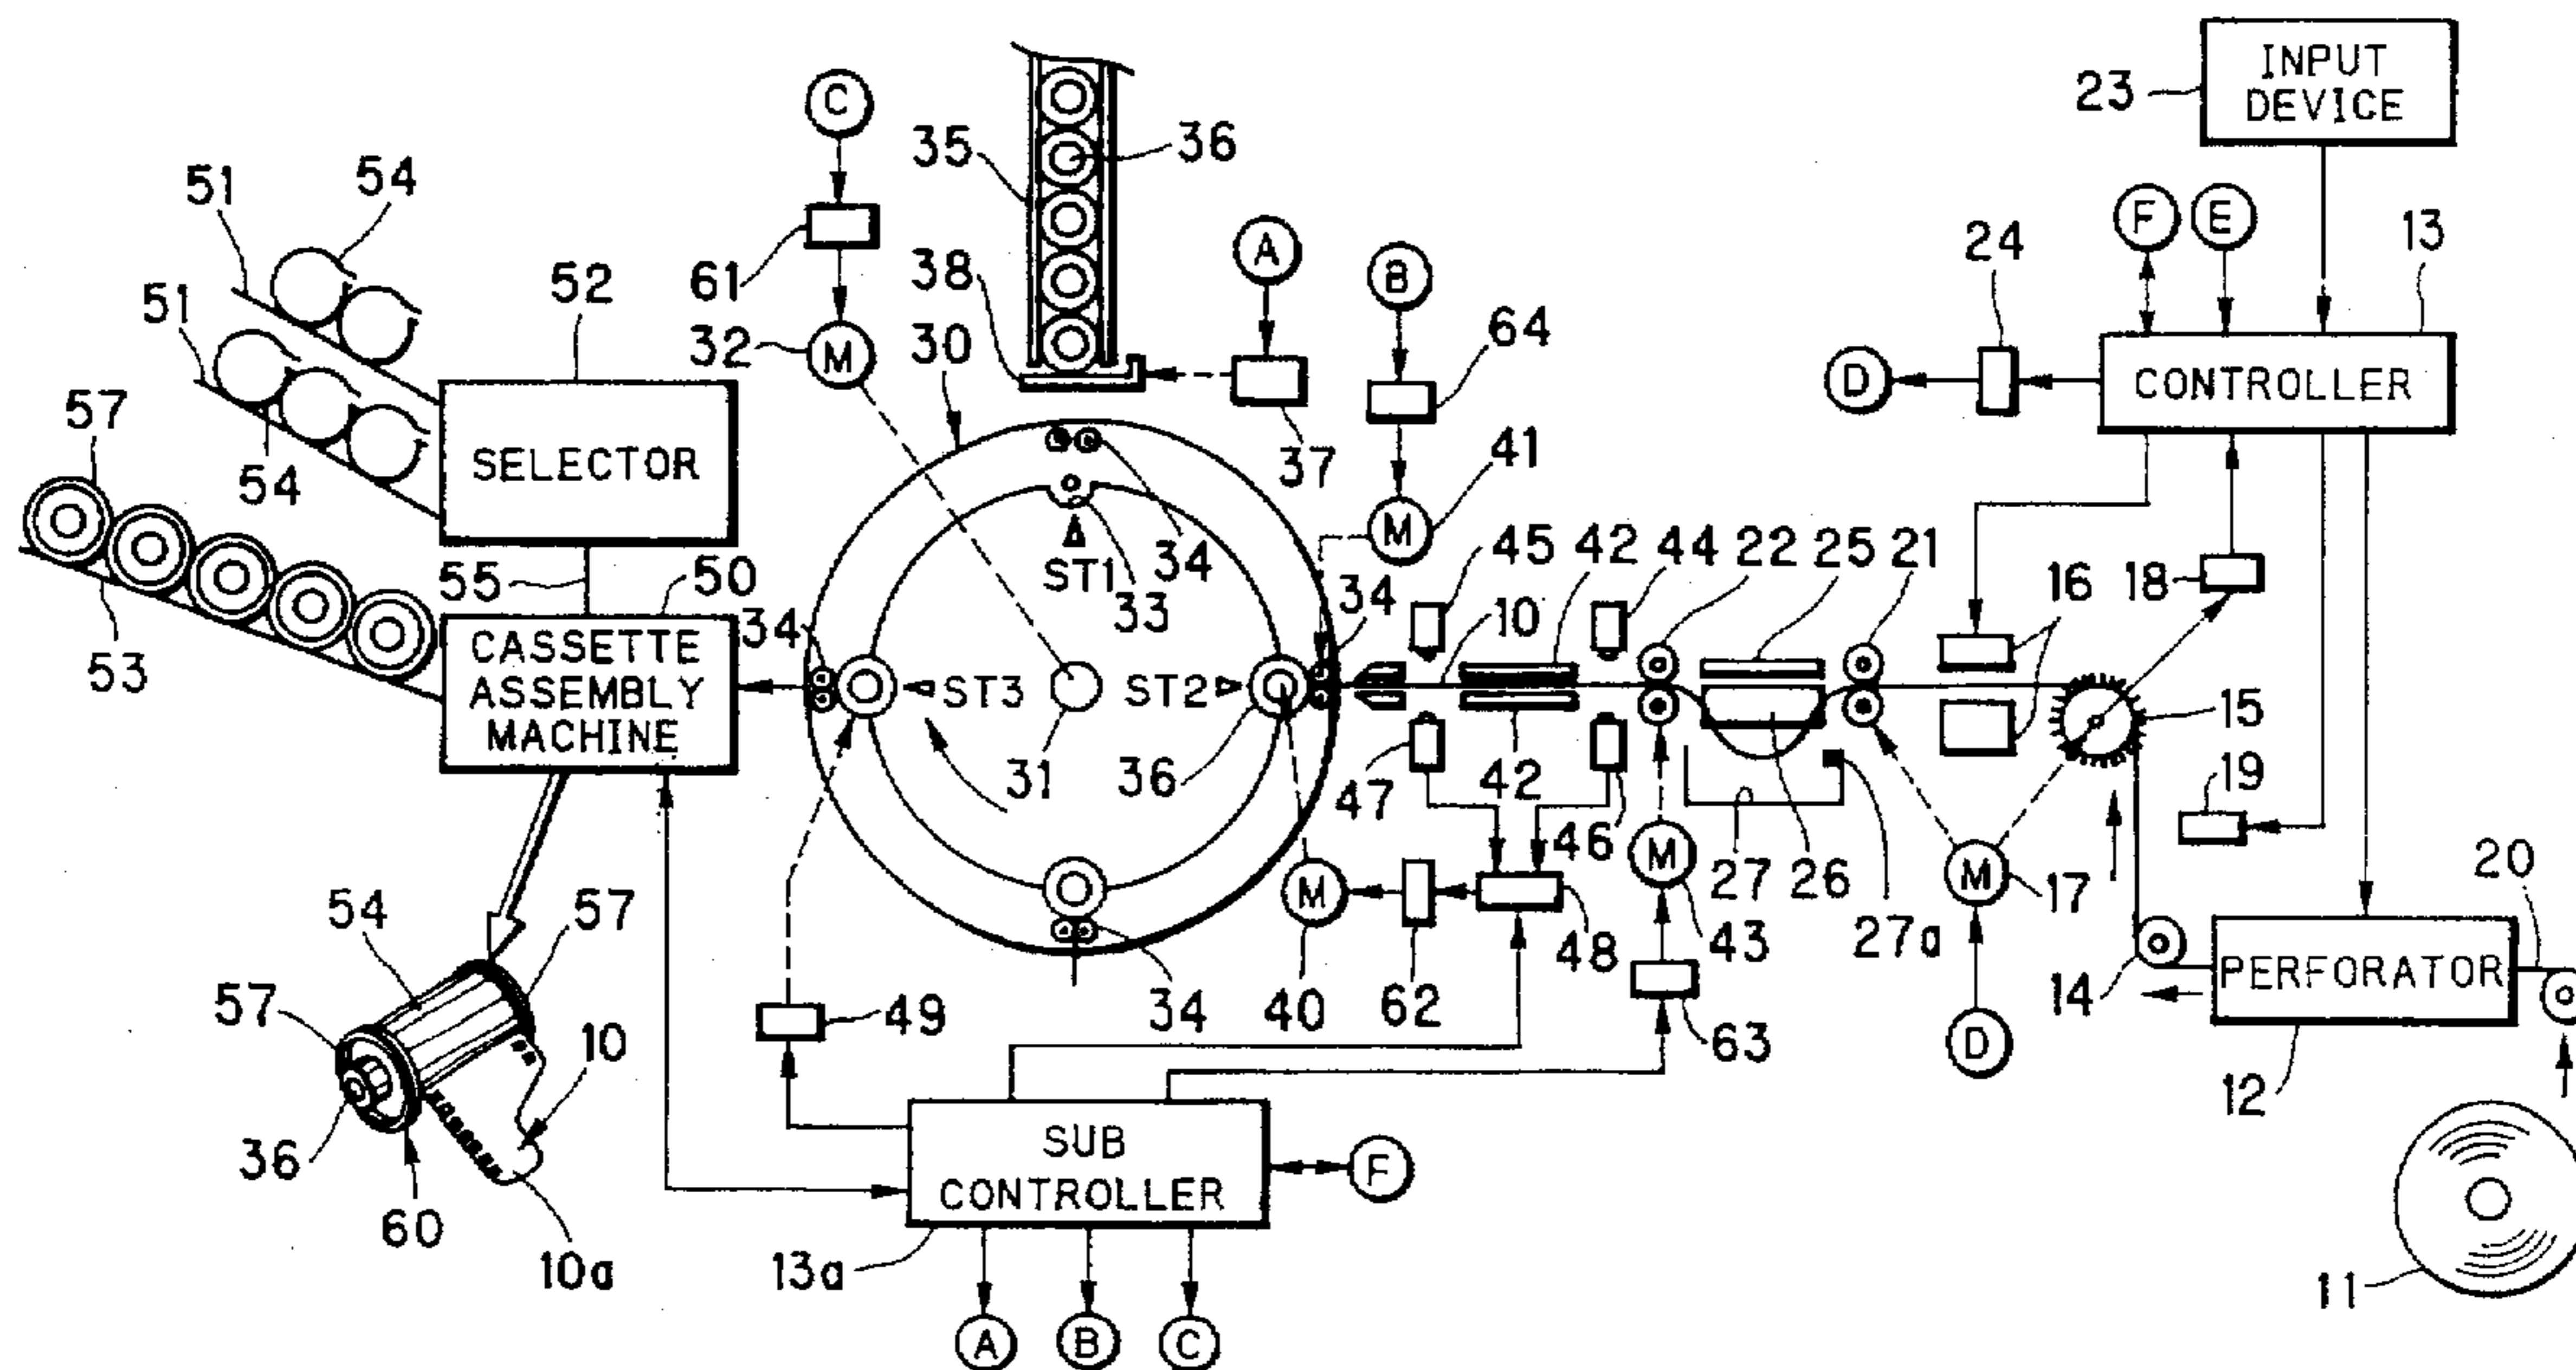 INPUT
DEVICE
23
C
35
36
F
E
13
54
51
61
A
24
38
B
52
51
32
M
30
64
D
CONTROLLER
57
SELECTOR
54
37
41
M
34
ST1
33
45
42
44
22
25
21
16
18
55
50
34
34
10
53
CASSETTE
ASSEMBLY
MACHINE
ST3
ST2
15
31
36
47
42
46
M
27
26
19
20
54
57
M
48
43
27a
M
17
57
49
34
40
62
63
14
PERFORATOR
10
D
12
36
SUB
CONTROLLER
F
60
10a
13a
11
A
B
C